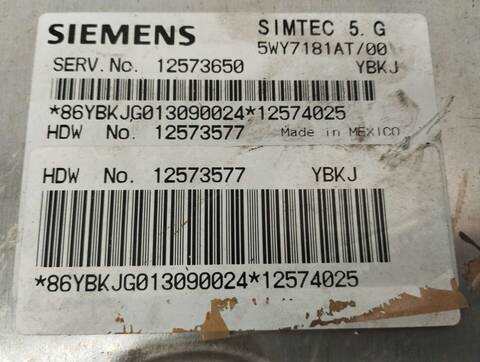 SIEMENS SIMTEC 5. G
5WY7181AT/00
SERV.No. 12573650 YBKJ
*86YBKJG013090024*12574025
HDW No. 12573577 Made in MEXICO
HDW No. 12573577 YBKJ
*86YBKJG013090024*12574025